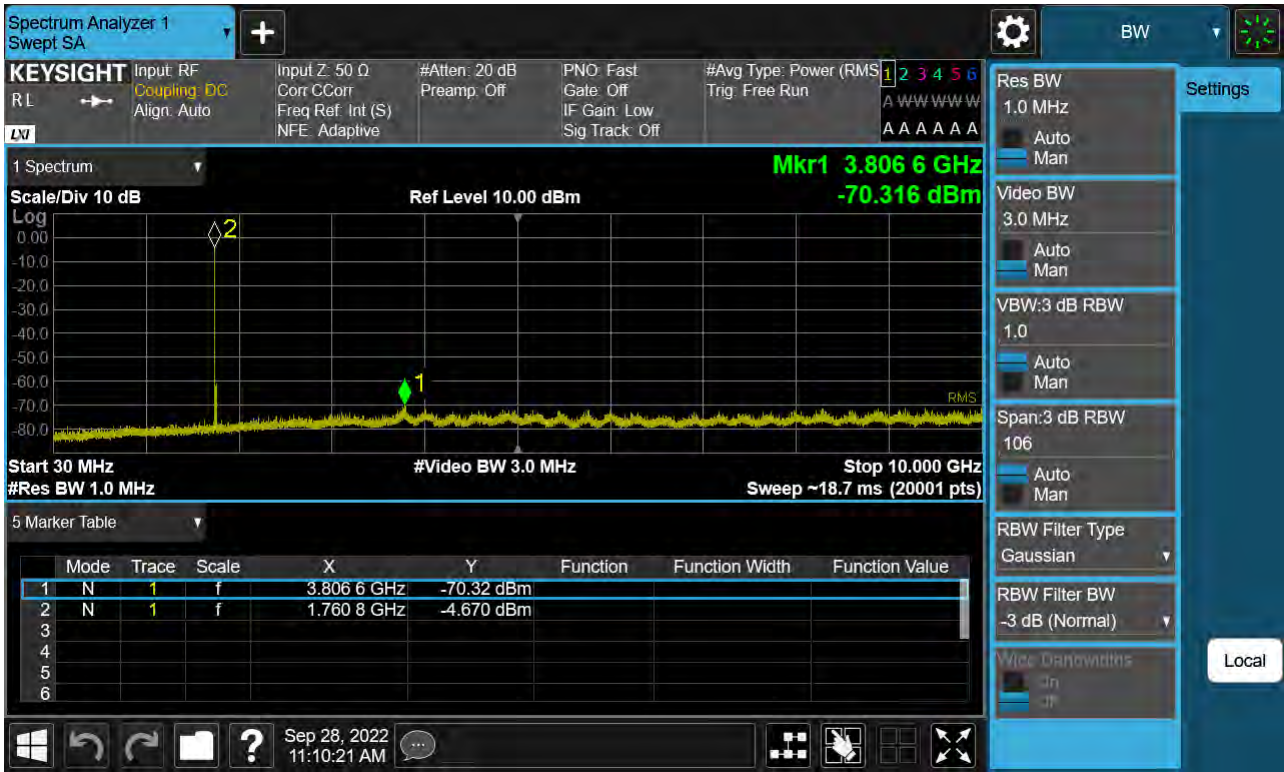 Spectrum Analyzer 1
Swept SA
BW
KEYSIGHT
RL
LXI
Input: RF
Coupling: DC
Align: Auto
Input Z: 50 Ω
Corr CCorr
Freq Ref: Int (S)
NFE: Adaptive
#Atten: 20 dB
Preamp: Off
PNO: Fast
Gate: Off
IF Gain: Low
Sig Track: Off
#Avg Type: Power (RMS
Trig: Free Run
1 2 3 4 5 6
A W W W W W
A A A A A A
1 Spectrum
Mkr1 3.806 6 GHz
-70.316 dBm
Scale/Div 10 dB
Ref Level 10.00 dBm
Log
0.00
-10.0
-20.0
-30.0
-40.0
-50.0
-60.0
-70.0
-80.0
2
1
RMS
Start 30 MHz
#Video BW 3.0 MHz
Stop 10.000 GHz
#Res BW 1.0 MHz
Sweep ~18.7 ms (20001 pts)
5 Marker Table
Mode Trace Scale X Y Function Function Width Function Value
1 N 1 f 3.806 6 GHz -70.32 dBm
2 N 1 f 1.760 8 GHz -4.670 dBm
3
4
5
6
Res BW
1.0 MHz
Auto
Man
Video BW
3.0 MHz
Auto
Man
VBW:3 dB RBW
1.0
Auto
Man
Span:3 dB RBW
106
Auto
Man
RBW Filter Type
Gaussian
RBW Filter BW
-3 dB (Normal)
Settings
Local
?
Sep 28, 2022
11:10:21 AM